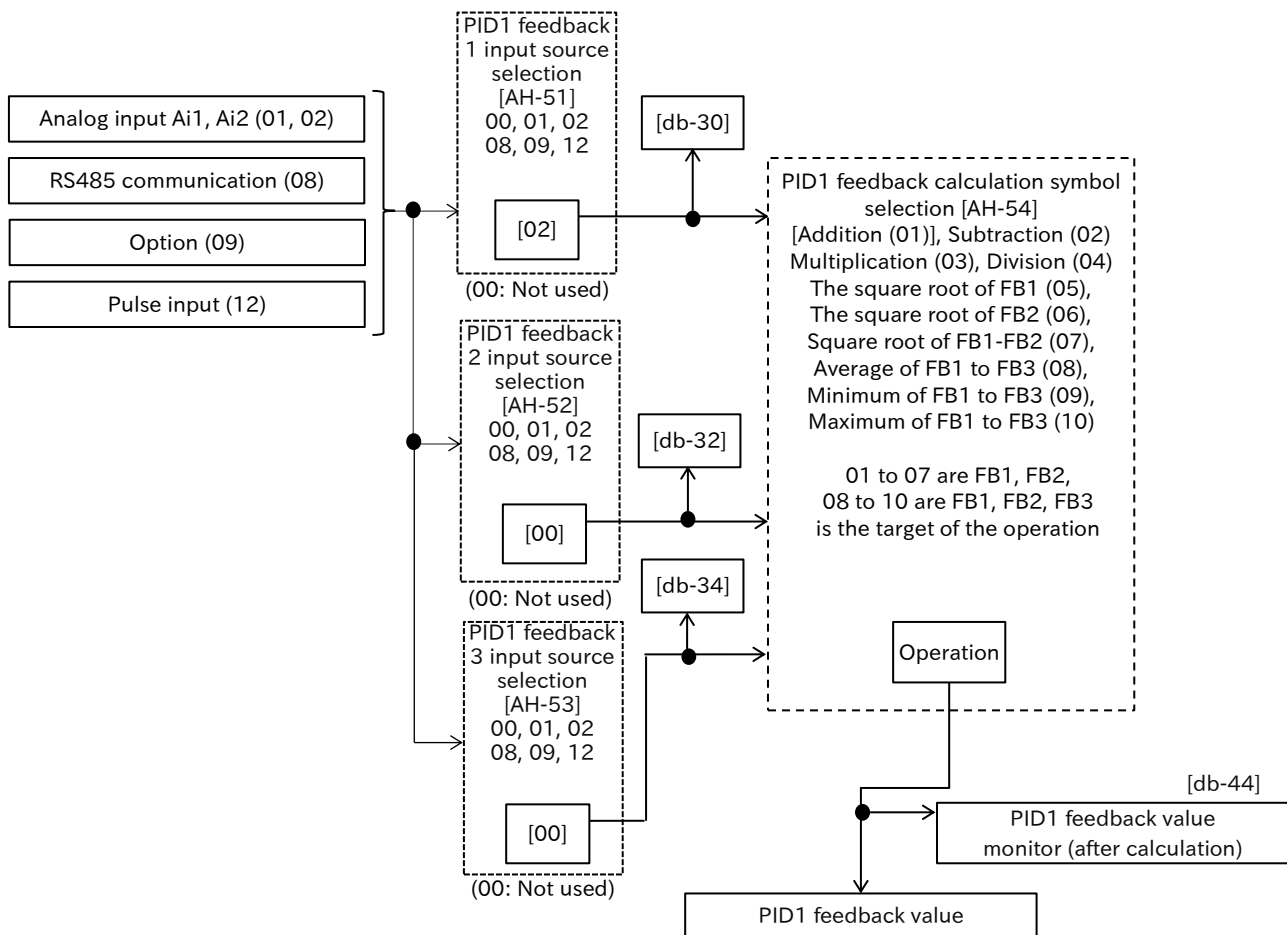 Analog input Ai1, Ai2 (01, 02)
RS485 communication (08)
Option (09)
Pulse input (12)
PID1 feedback
1 input source
selection
[AH-51]
00, 01, 02
08, 09, 12
[02]
(00: Not used)
[db-30]
PID1 feedback
2 input source
selection
[AH-52]
00, 01, 02
08, 09, 12
[00]
(00: Not used)
[db-32]
PID1 feedback
3 input source
selection
[AH-53]
00, 01, 02
08, 09, 12
[00]
(00: Not used)
[db-34]
PID1 feedback calculation symbol
selection [AH-54]
[Addition (01)], Subtraction (02)
Multiplication (03), Division (04)
The square root of FB1 (05),
The square root of FB2 (06),
Square root of FB1-FB2 (07),
Average of FB1 to FB3 (08),
Minimum of FB1 to FB3 (09),
Maximum of FB1 to FB3 (10)
01 to 07 are FB1, FB2,
08 to 10 are FB1, FB2, FB3
is the target of the operation
Operation
[db-44]
PID1 feedback value
monitor (after calculation)
PID1 feedback value